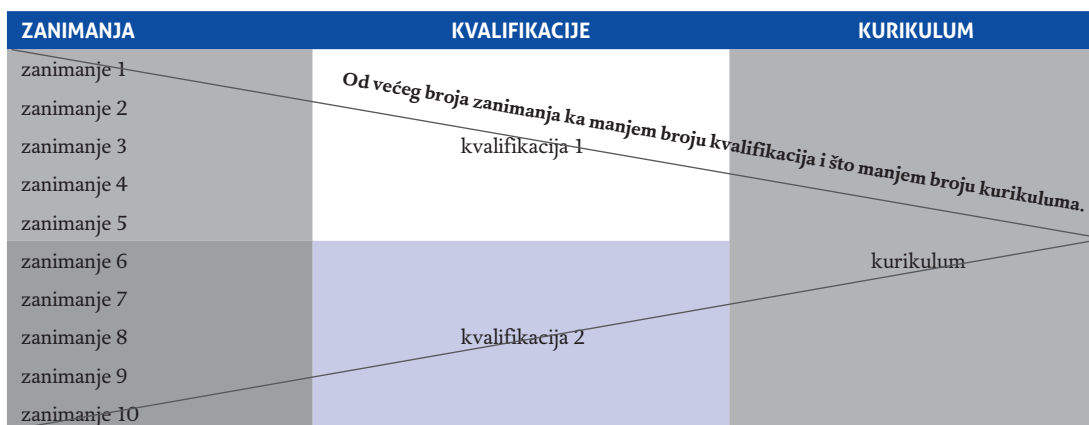 ZANIMANJA KVALIFIKACIJE KURIKULUM
zanimanje 1
Od većeg broja zanimanja ka manjem broju kvalifikacija i što manjem broju kurikuluma.
zanimanje 2
zanimanje 3 kvalifikacija 1
zanimanje 4
zanimanje 5
zanimanje 6 kurikulum
zanimanje 7
zanimanje 8 kvalifikacija 2
zanimanje 9
zanimanje 10